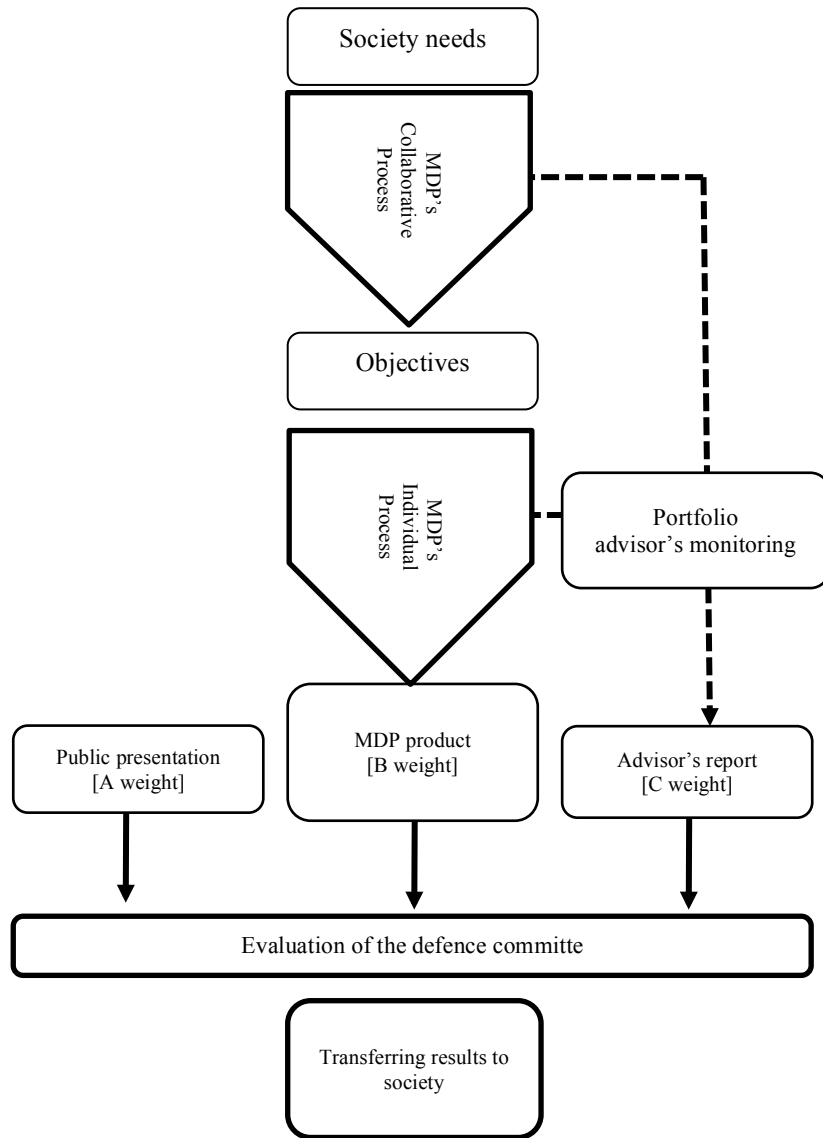 Society needs
MDP's
Collaborative
Process
Objectives
MDP's
Individual
Process
Portfolio
advisor's monitoring
Public presentation
[A weight]
MDP product
[B weight]
Advisor's report
[C weight]
Evaluation of the defence committe
Transferring results to
society